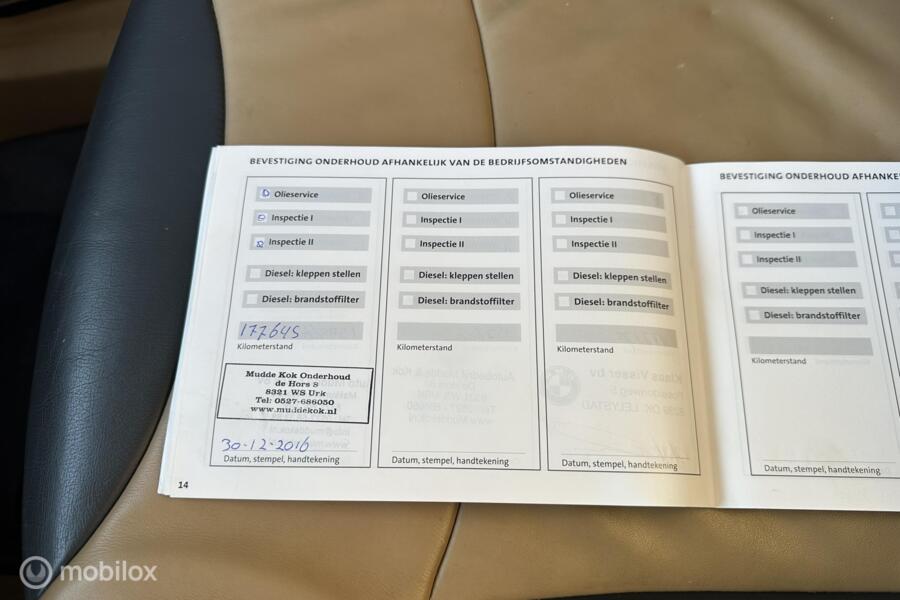 BEVESTIGING ONDERHOUD AFHANKELIJK VAN DE BEDRIJFSOMSTANDIGHEDEN
Olieservice
Inspectie I
Inspectie II
Diesel: kleppen stellen
Diesel: brandstoffilter
177645
Kilometerstand
Mudde Kok Onderhoud
de Hors 8
8321 WS Urk
Tel: 0527-686050
www.muddekok.nl
30-12-2016
Datum, stempel, handtekening
Olieservice
Inspectie I
Inspectie II
Diesel: kleppen stellen
Diesel: brandstoffilter
Kilometerstand
Datum, stempel, handtekening
Olieservice
Inspectie I
Inspectie II
Diesel: kleppen stellen
Diesel: brandstoffilter
Kilometerstand
Datum, stempel, handtekening
14
BEVESTIGING ONDERHOUD
Olieservice
Inspectie I
Inspectie II
Diesel: kleppen stellen
Diesel: brandstoffilter
Kilometerstand
Datum, stempel, handtekening
mobilox